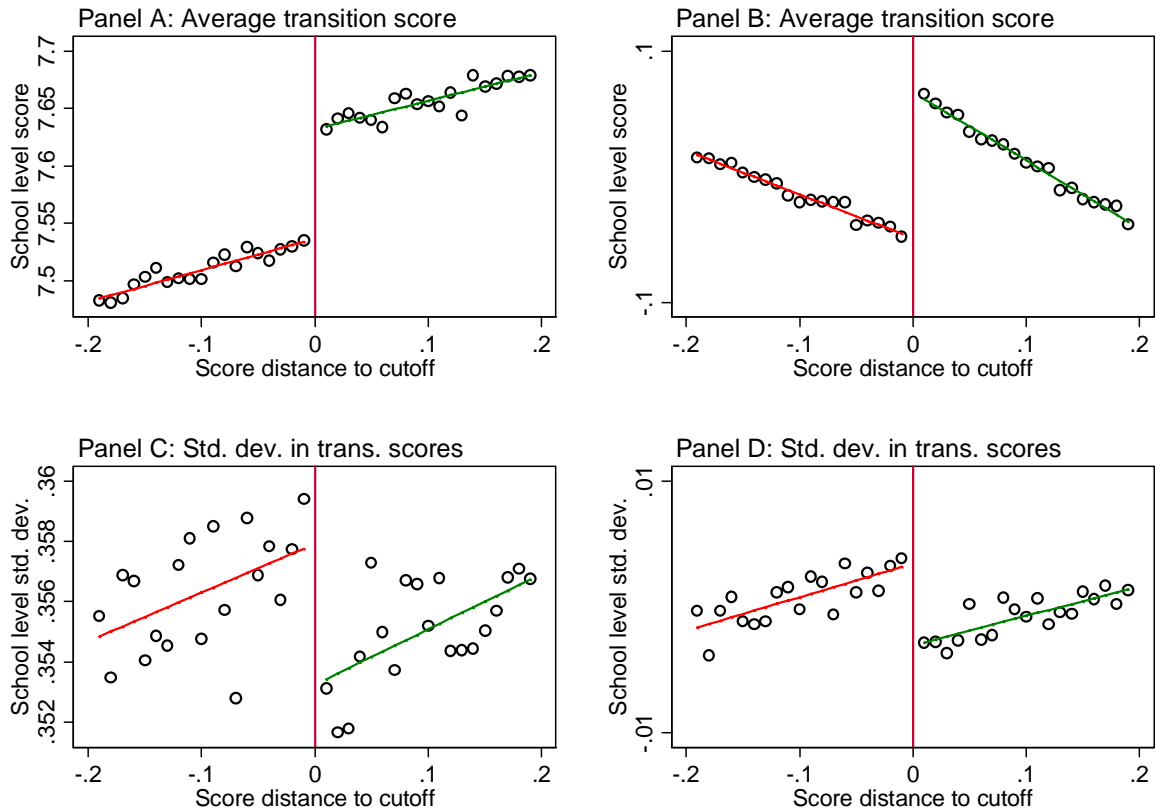 Panel A: Average transition score
School level score
7.7
7.65
7.6
7.55
7.5
-.2 -.1 0 .1 .2
Score distance to cutoff
Panel B: Average transition score
School level score
.1
-.1
-.2 -.1 0 .1 .2
Score distance to cutoff
Panel C: Std. dev. in trans. scores
School level std. dev.
.36
.358
.356
.354
.352
-.2 -.1 0 .1 .2
Score distance to cutoff
Panel D: Std. dev. in trans. scores
School level std. dev.
.01
-.01
-.2 -.1 0 .1 .2
Score distance to cutoff